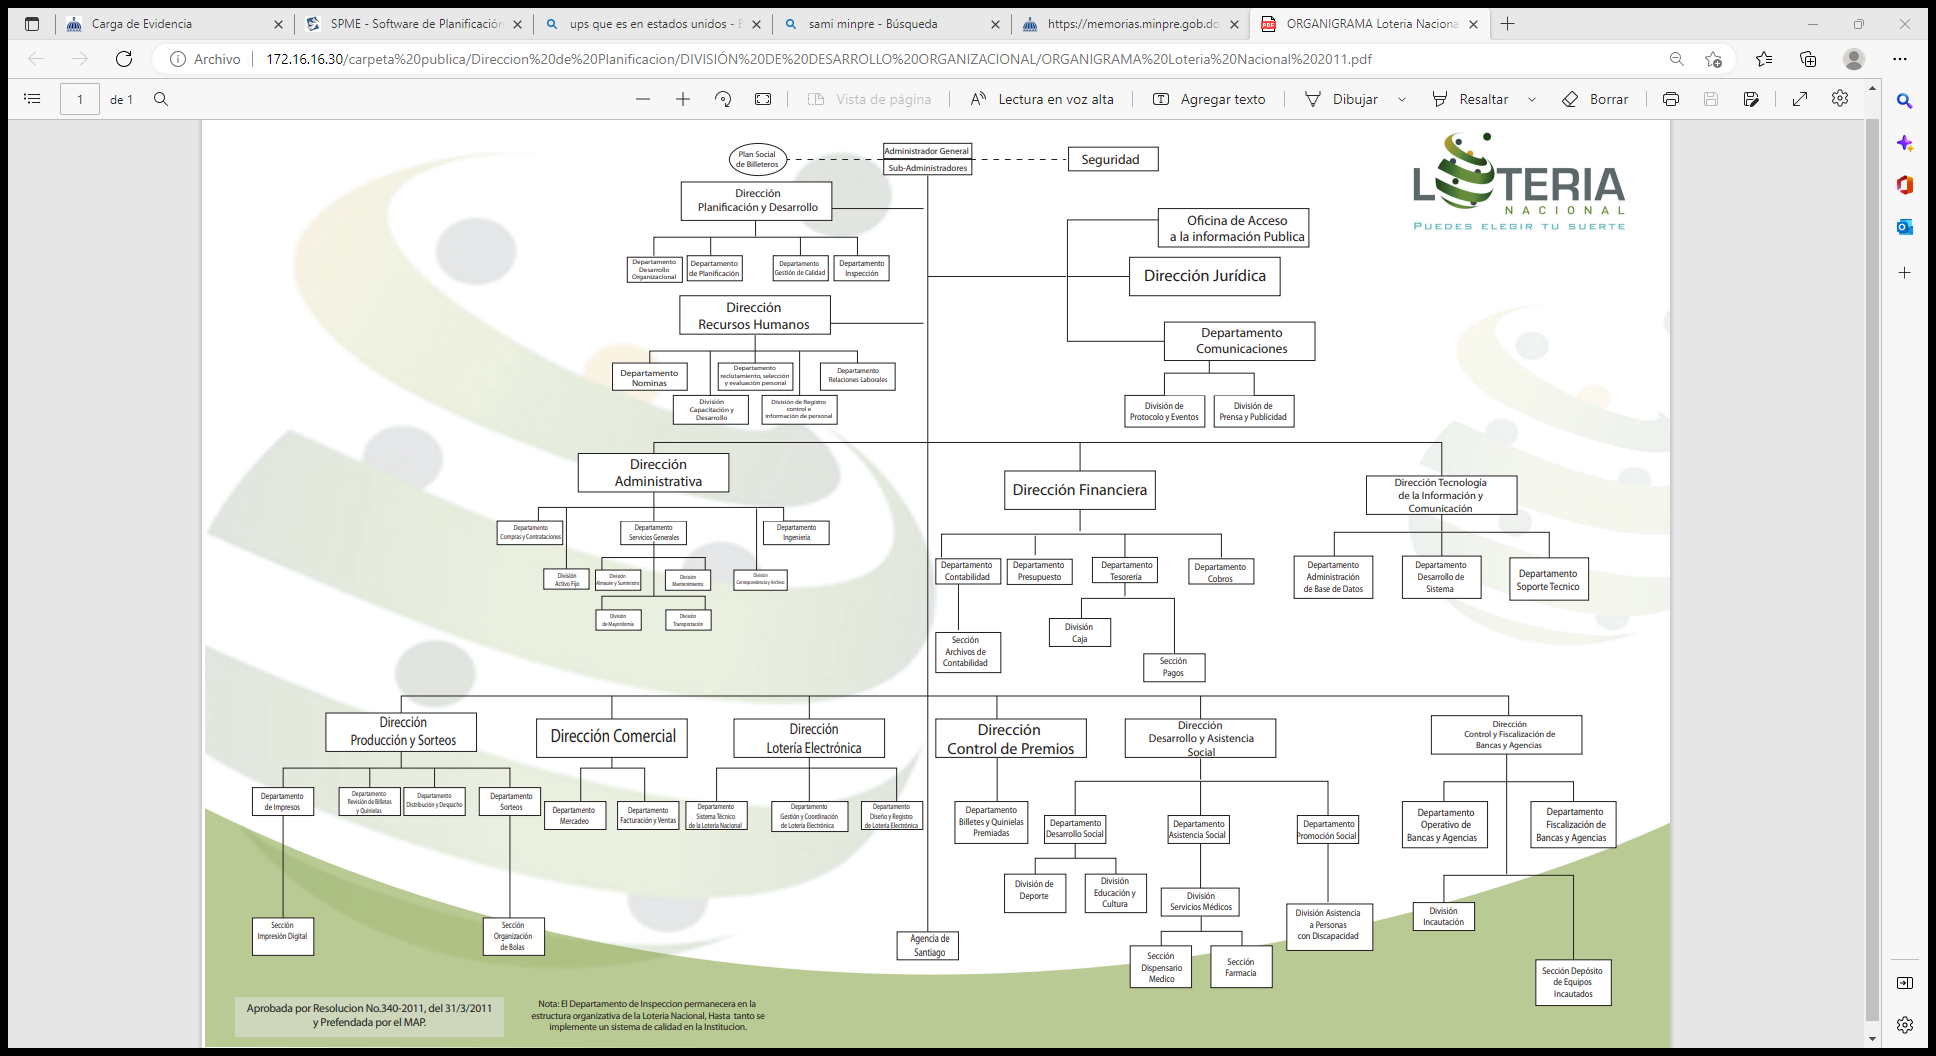 Carga de Evidencia
SPME - Software de Planificación
ups que es en estados unidos - B
sami minpre - Búsqueda
https://memorias.minpre.gob.do
ORGANIGRAMA Loteria Naciona
Archivo
172.16.16.30/carpeta%20publica/Direccion%20de%20Planificacion/DIVISIÓN%20DE%20DESARROLLO%20ORGANIZACIONAL/ORGANIGRAMA%20Loteria%20Nacional%202011.pdf
1 de 1
Vista de página
Lectura en voz alta
Agregar texto
Dibujar
Resaltar
Borrar
Plan Social
de Billeteros
Administrador General
Sub-Administradores
Seguridad
LOTERIA
NACIONAL
PUEDES ELEGIR TU SUERTE
Dirección
Planificación y Desarrollo
Departamento
Desarrollo
Organizacional
Departamento
de Planificación
Departamento
Gestión de Calidad
Departamento
Inspección
Oficina de Acceso
a la información Publica
Dirección Jurídica
Dirección
Recursos Humanos
Departamento
Nominas
Departamento
reclutamiento, selección
y evaluación personal
Departamento
Relaciones Laborales
División
Capacitación y
Desarrollo
División de Registro
control e
información de personal
Departamento
Comunicaciones
División de
Protocolo y Eventos
División de
Prensa y Publicidad
Dirección
Administrativa
Departamento
Compras y Contrataciones
Departamento
Servicios Generales
Departamento
Ingeniería
División
Activo Fijo
División
Almacén y Suministro
División
Mantenimiento
División
Correspondencia y Archivo
División
de Mayordomía
División
Transportación
Dirección Financiera
Departamento
Contabilidad
Departamento
Presupuesto
Departamento
Tesorería
Departamento
Cobros
Sección
Archivos de
Contabilidad
División
Caja
Sección
Pagos
Dirección Tecnología
de la Información y
Comunicación
Departamento
Administración
de Base de Datos
Departamento
Desarrollo de
Sistema
Departamento
Soporte Tecnico
Dirección
Producción y Sorteos
Departamento
de Impresos
Departamento
Revisión de Billetes
y Quinielas
Departamento
Distribución y Despacho
Departamento
Sorteos
Sección
Impresión Digital
Sección
Organización
de Bolas
Dirección Comercial
Departamento
Mercadeo
Departamento
Facturación y Ventas
Dirección
Lotería Electrónica
Departamento
Sistema Técnico
de la Lotería Nacional
Departamento
Gestión y Coordinación
de Lotería Electrónica
Departamento
Diseño y Registro
de Lotería Electrónica
Dirección
Control de Premios
Departamento
Billetes y Quinielas
Premiadas
Dirección
Desarrollo y Asistencia
Social
Departamento
Desarrollo Social
Departamento
Asistencia Social
Departamento
Promoción Social
División de
Deporte
División
Educación y
Cultura
División
Servicios Médicos
Sección
Dispensario
Medico
Sección
Farmacia
División Asistencia
a Personas
con Discapacidad
Dirección
Control y Fiscalización de
Bancas y Agencias
Departamento
Operativo de
Bancas y Agencias
Departamento
Fiscalización de
Bancas y Agencias
División
Incautación
Sección Depósito
de Equipos
Incautados
Agencia de
Santiago
Aprobada por Resolucion No.340-2011, del 31/3/2011
y Prefendada por el MAP.
Nota: El Departamento de Inspeccion permanecera en la
estructura organizativa de la Loteria Nacional, Hasta tanto se
implemente un sistema de calidad en la Institucion.